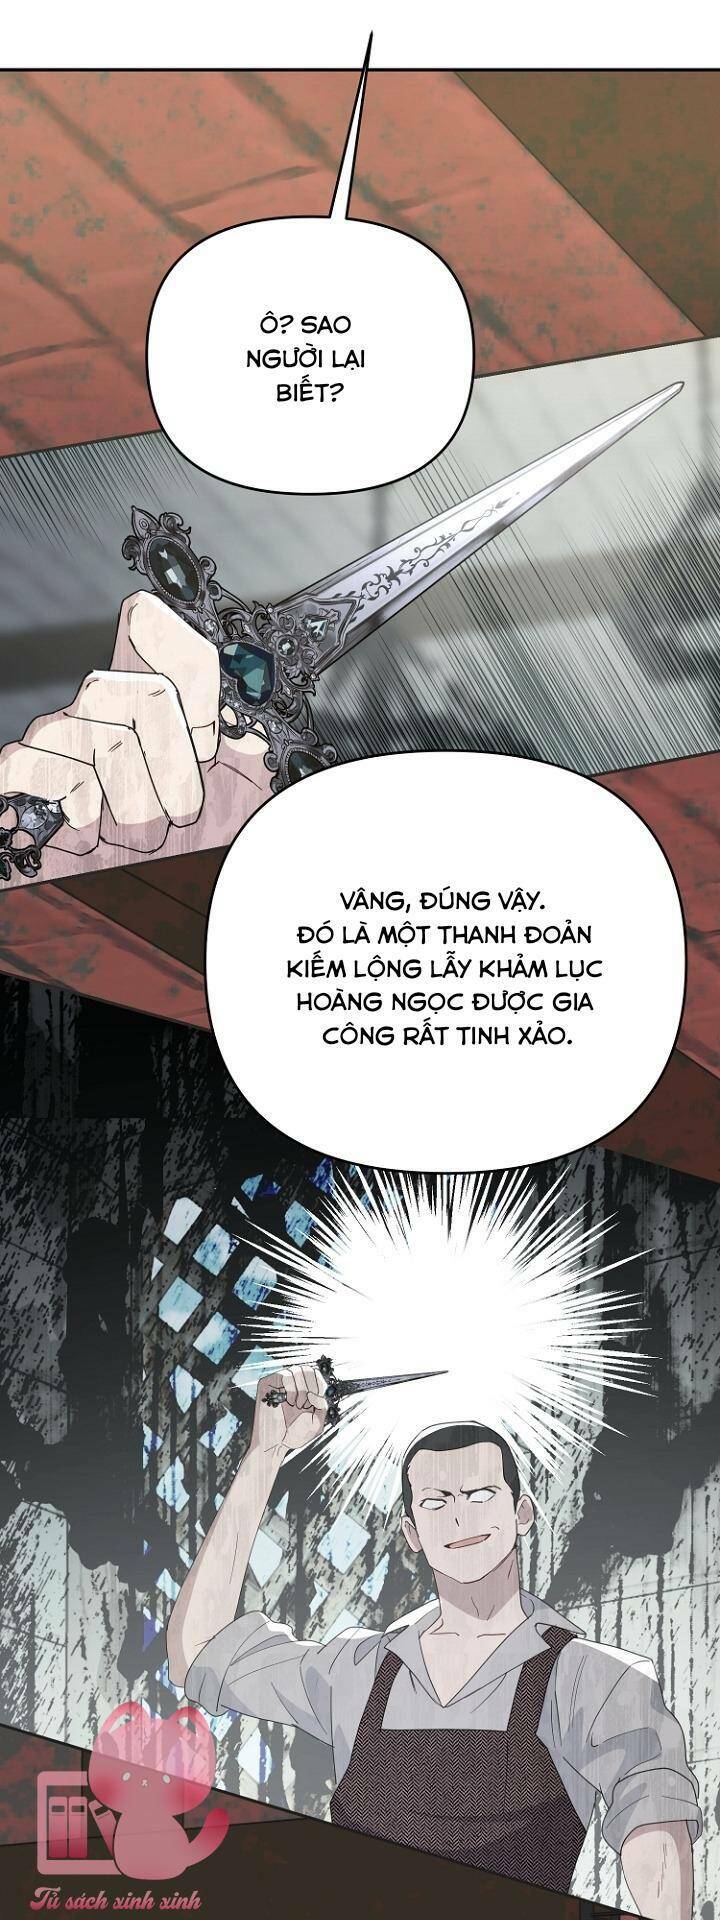 Ô? SAO
NGƯỜI LẠI
BIẾT?
VÂNG, ĐÚNG VẬY.
ĐÓ LÀ MỘT THANH ĐOẢN
KIẾM LỘNG LẪY KHẢM LỤC
HOÀNG NGỌC ĐƯỢC GIA
CÔNG RẤT TINH XẢO.
Tủ sách xinh xinh